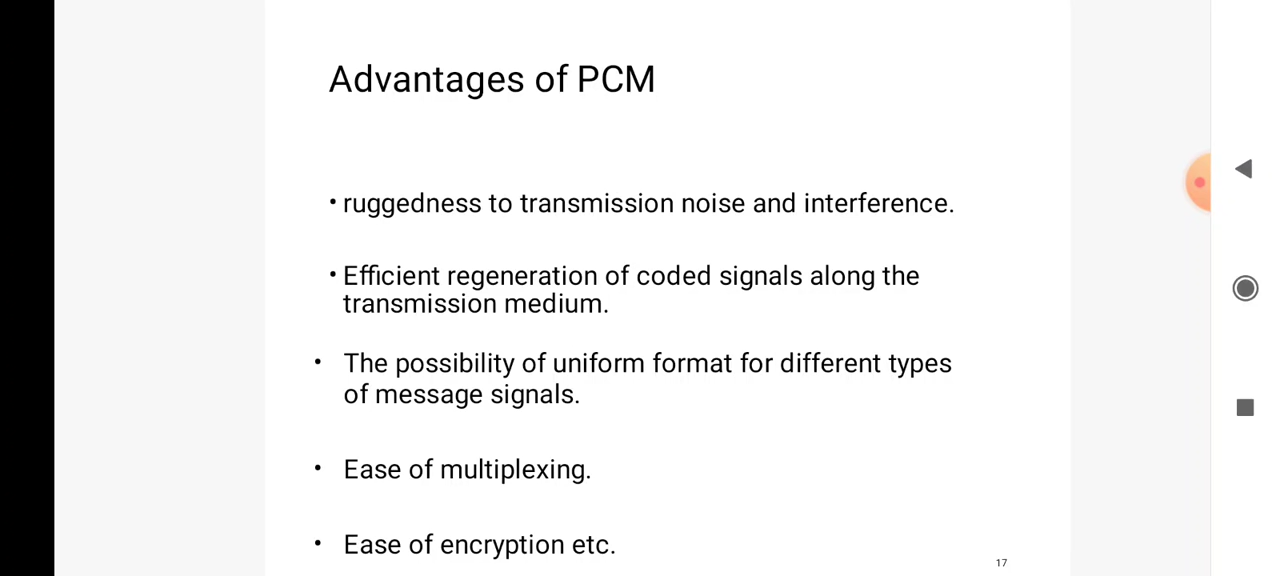 Advantages of PCM
• ruggedness to transmission noise and interference.
• Efficient regeneration of coded signals along the
transmission medium.
• The possibility of uniform format for different types
of message signals.
• Ease of multiplexing.
• Ease of encryption etc.
17